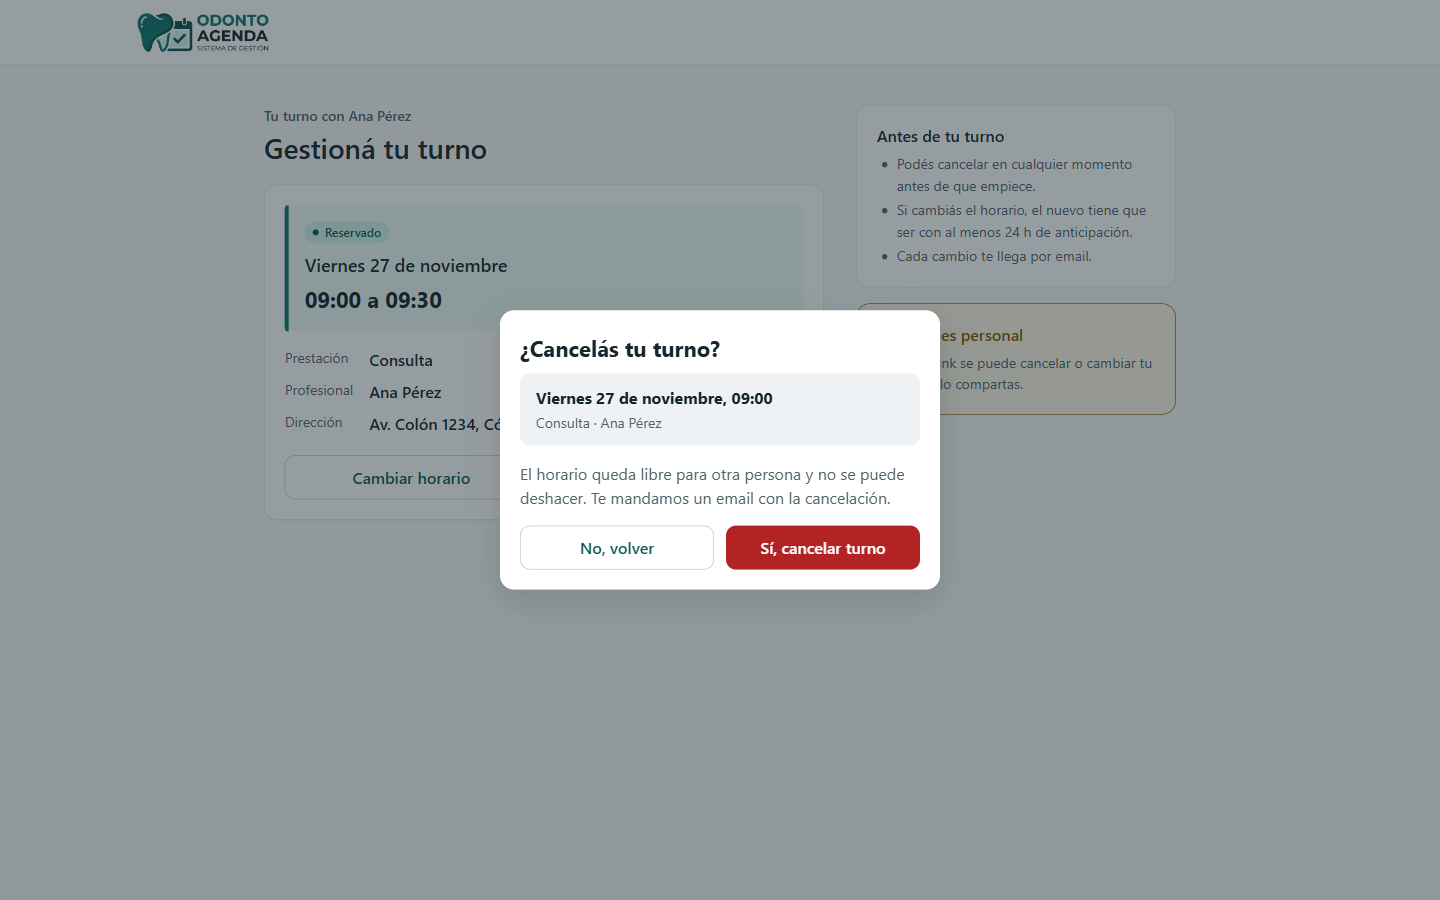 ODONTO
AGENDA
SISTEMA DE GESTIÓN
Tu turno con Ana Pérez
Gestioná tu turno
Reservado
Viernes 27 de noviembre
09:00 a 09:30
Prestación Consulta
Profesional Ana Pérez
Dirección Av. Colón 1234,
Cambiar horario
Antes de tu turno
• Podés cancelar en cualquier momento
antes de que empiece.
• Si cambiás el horario, el nuevo tiene que
ser con al menos 24 h de anticipación.
• Cada cambio te llega por email.
es personal
se puede cancelar o cambiar tu
lo compartas.
¿Cancelás tu turno?
Viernes 27 de noviembre, 09:00
Consulta · Ana Pérez
El horario queda libre para otra persona y no se puede
deshacer. Te mandamos un email con la cancelación.
No, volver
Sí, cancelar turno